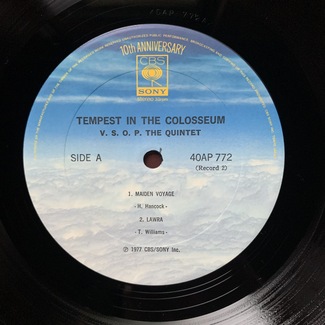 10th ANNIVERSARY
CBS
SONY
TEMPEST IN THE COLOSSEUM
V. S. O. P. THE QUINTET
SIDE A
40AP 772
(Record 2)
1. MAIDEN VOYAGE
-H. Hancock-
2. LAWRA
-T. Williams-
℗ 1977 CBS/SONY Inc.